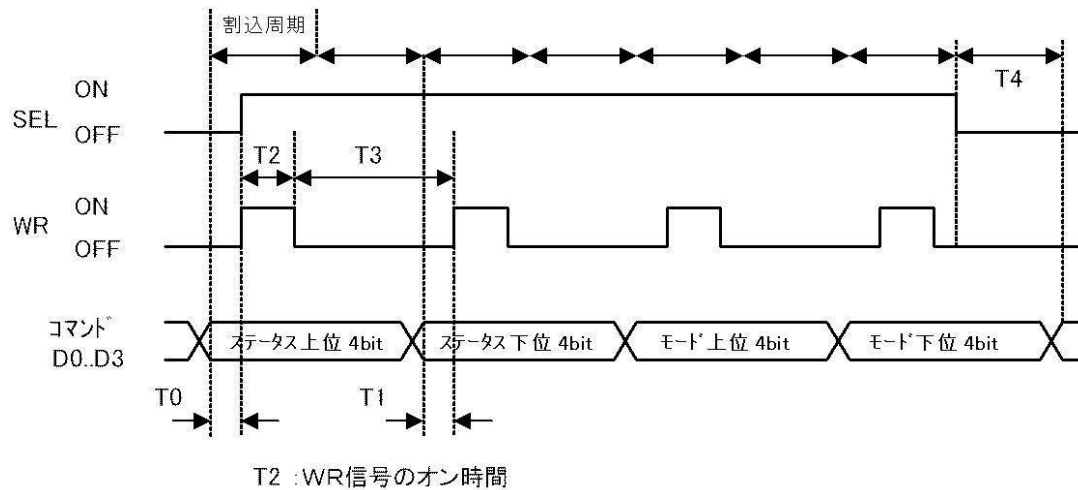 割込周期
T4
SEL
ON
OFF
T2
T3
WR
ON
OFF
コマンド
D0..D3
ステータス上位 4bit
ステータス下位 4bit
モード上位 4bit
モード下位 4bit
T0
T1
T2 :WR信号のオン時間